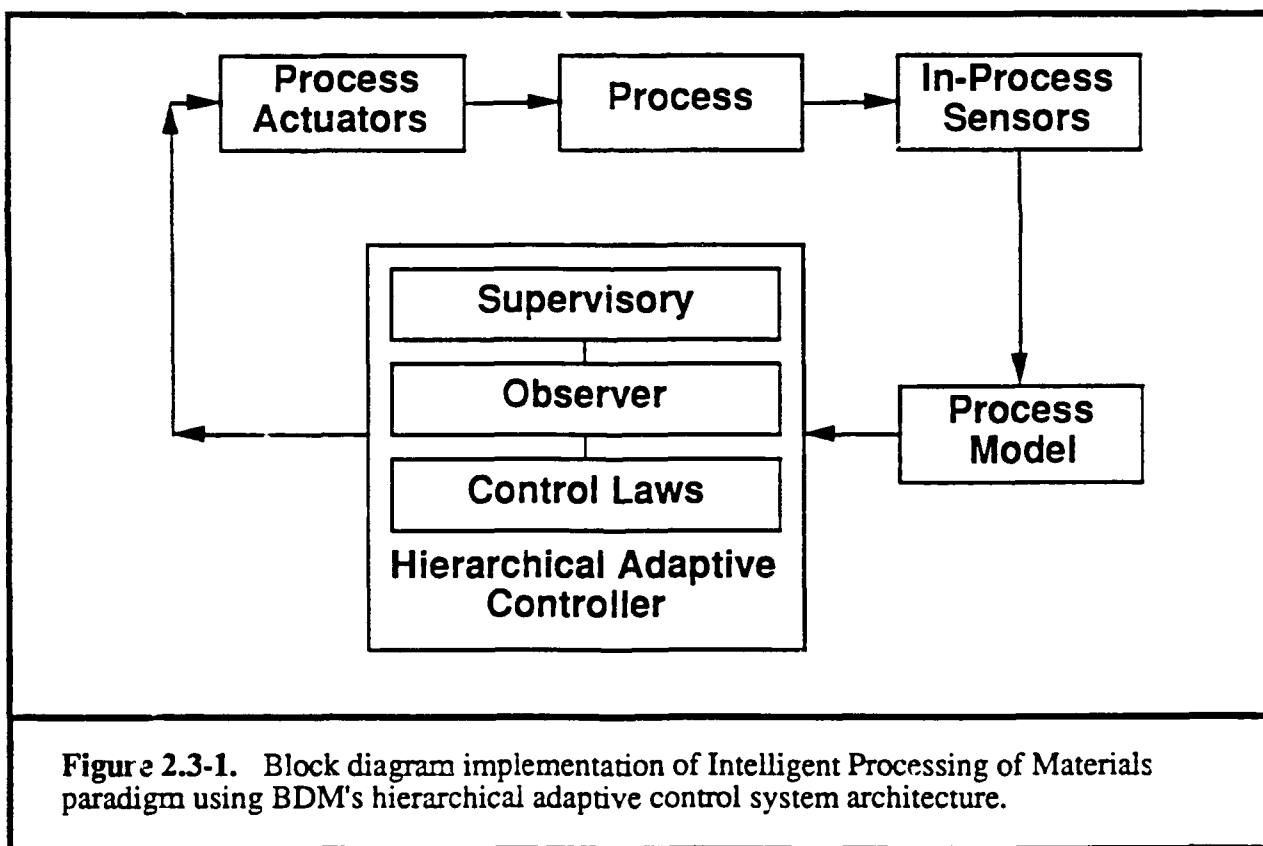 Process
Actuators
Process
In-Process
Sensors
Supervisory
Observer
Control Laws
Hierarchical Adaptive
Controller
Process
Model
Figure 2.3-1. Block diagram implementation of Intelligent Processing of Materials
paradigm using BDM's hierarchical adaptive control system architecture.